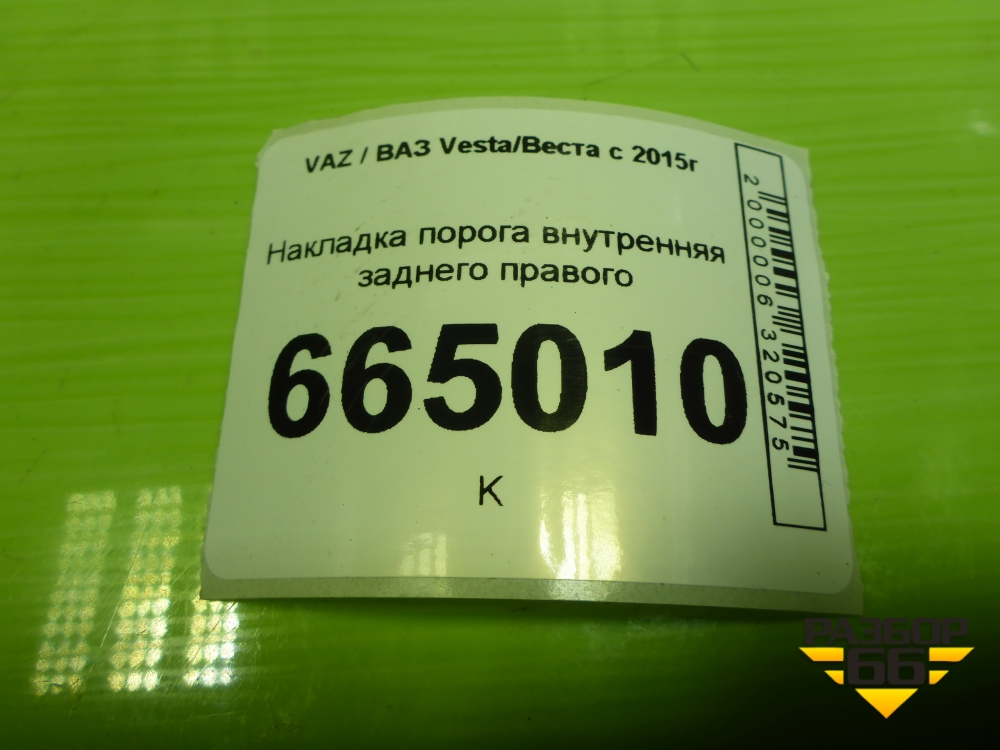 VAZ / ВАЗ Vesta/Веста с 2015г
Накладка порога внутренняя
заднего правого
665010
К
2000006320575
РАЗБОР
66